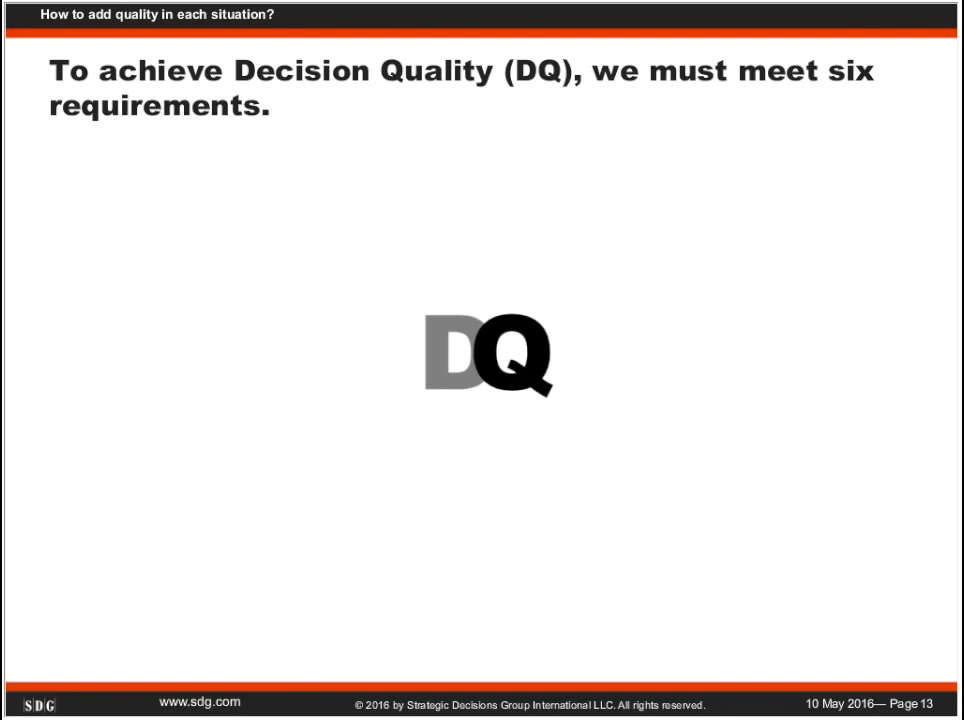 How to add quality in each situation?
To achieve Decision Quality (DQ), we must meet six
requirements.
DQ
SDG www.sdg.com © 2016 by Strategic Decisions Group International LLC. All rights reserved. 10 May 2016— Page 13